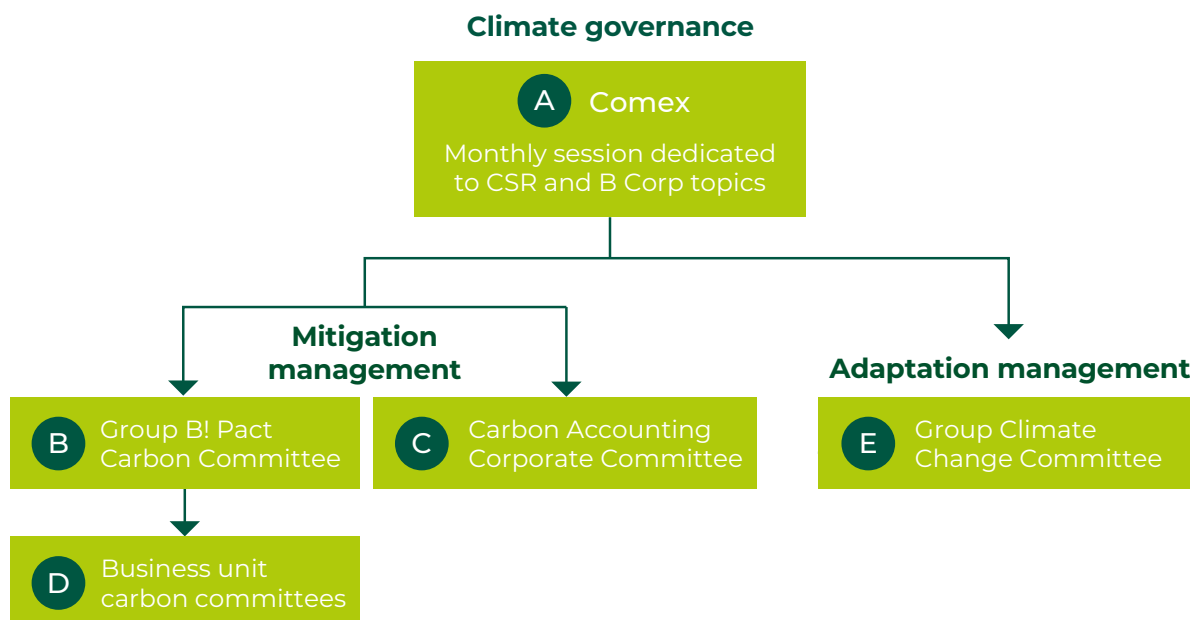 Climate governance
A Comex
Monthly session dedicated
to CSR and B Corp topics
Mitigation
management
Adaptation management
B Group B! Pact
Carbon Committee
C Carbon Accounting
Corporate Committee
E Group Climate
Change Committee
D Business unit
carbon committees